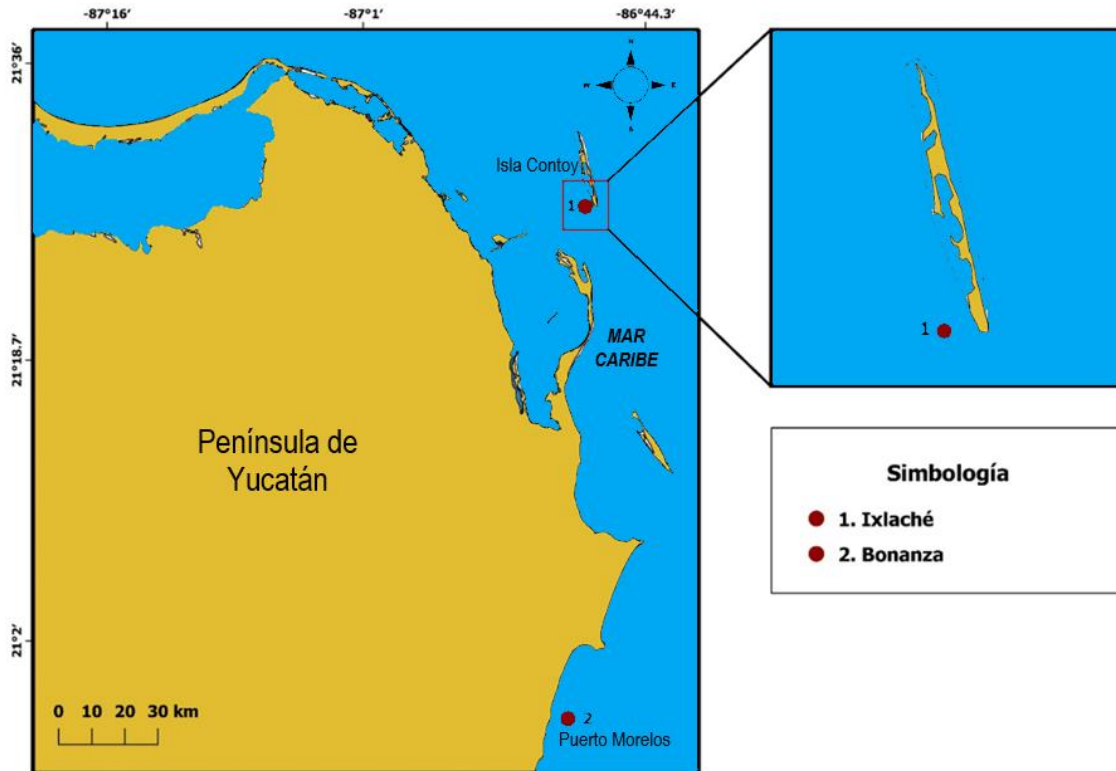 -87°16′ -87°1′ -86°44.3′
21°36′
N
W E
S
Isla Contoy
1
1
MAR
CARIBE
21°18.7′
Península de
Yucatán
Simbología
1. Ixlaché
2. Bonanza
21°2′
0 10 20 30 km
2
Puerto Morelos